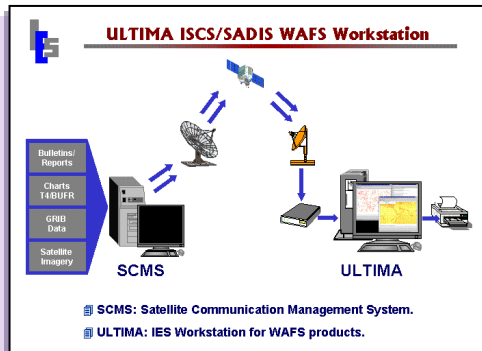 IES
ULTIMA ISCS/SADIS WAFS Workstation
Bulletins/
Reports
Charts
T4/BUFR
GRIB
Data
Satellite
Imagery
SCMS
ULTIMA
SCMS: Satellite Communication Management System.
ULTIMA: IES Workstation for WAFS products.